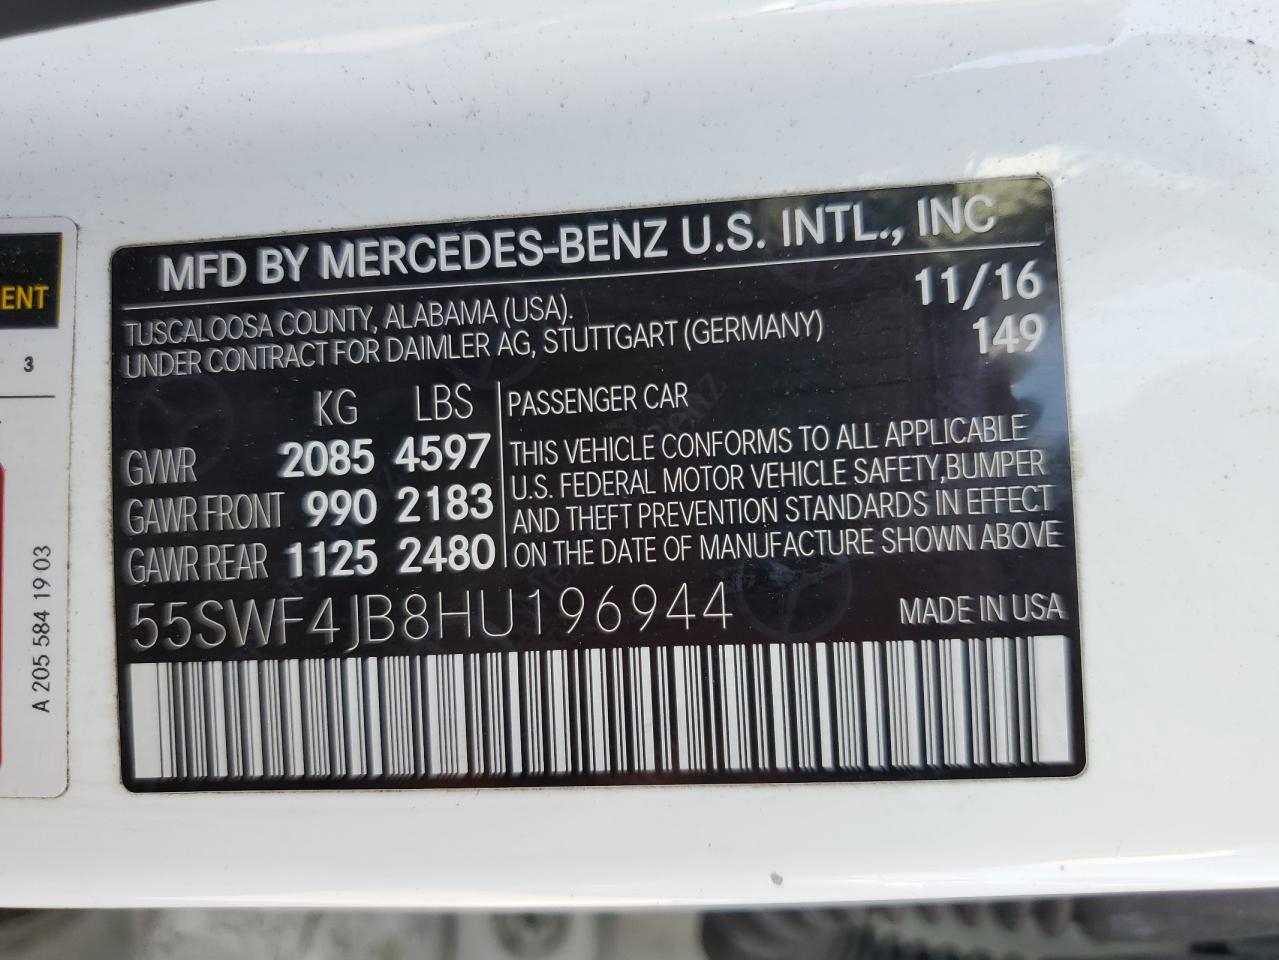 MFD BY MERCEDES-BENZ U.S. INTL., INC
TUSCALOOSA COUNTY, ALABAMA (USA). 11/16
UNDER CONTRACT FOR DAIMLER AG, STUTTGART (GERMANY) 149
KG LBS
GVWR 2085 4597
GAWR FRONT 990 2183
GAWR REAR 1125 2480
PASSENGER CAR
THIS VEHICLE CONFORMS TO ALL APPLICABLE
U.S. FEDERAL MOTOR VEHICLE SAFETY, BUMPER
AND THEFT PREVENTION STANDARDS IN EFFECT
ON THE DATE OF MANUFACTURE SHOWN ABOVE
55SWF4JB8HU196944 MADE IN USA
ENT
3
A 205 584 19 03